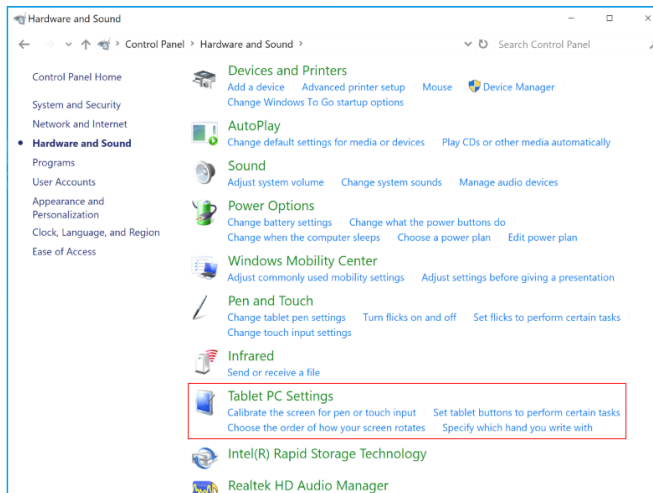 Hardware and Sound
Control Panel > Hardware and Sound >
Search Control Panel
Control Panel Home
System and Security
Network and Internet
Hardware and Sound
Programs
User Accounts
Appearance and
Personalization
Clock, Language, and Region
Ease of Access
Devices and Printers
Add a device Advanced printer setup Mouse Device Manager
Change Windows To Go startup options
AutoPlay
Change default settings for media or devices Play CDs or other media automatically
Sound
Adjust system volume Change system sounds Manage audio devices
Power Options
Change battery settings Change what the power buttons do
Change when the computer sleeps Choose a power plan Edit power plan
Windows Mobility Center
Adjust commonly used mobility settings Adjust settings before giving a presentation
Pen and Touch
Change tablet pen settings Turn flicks on and off Set flicks to perform certain tasks
Change touch input settings
Infrared
Send or receive a file
Tablet PC Settings
Calibrate the screen for pen or touch input Set tablet buttons to perform certain tasks
Choose the order of how your screen rotates Specify which hand you write with
Intel(R) Rapid Storage Technology
Realtek HD Audio Manager